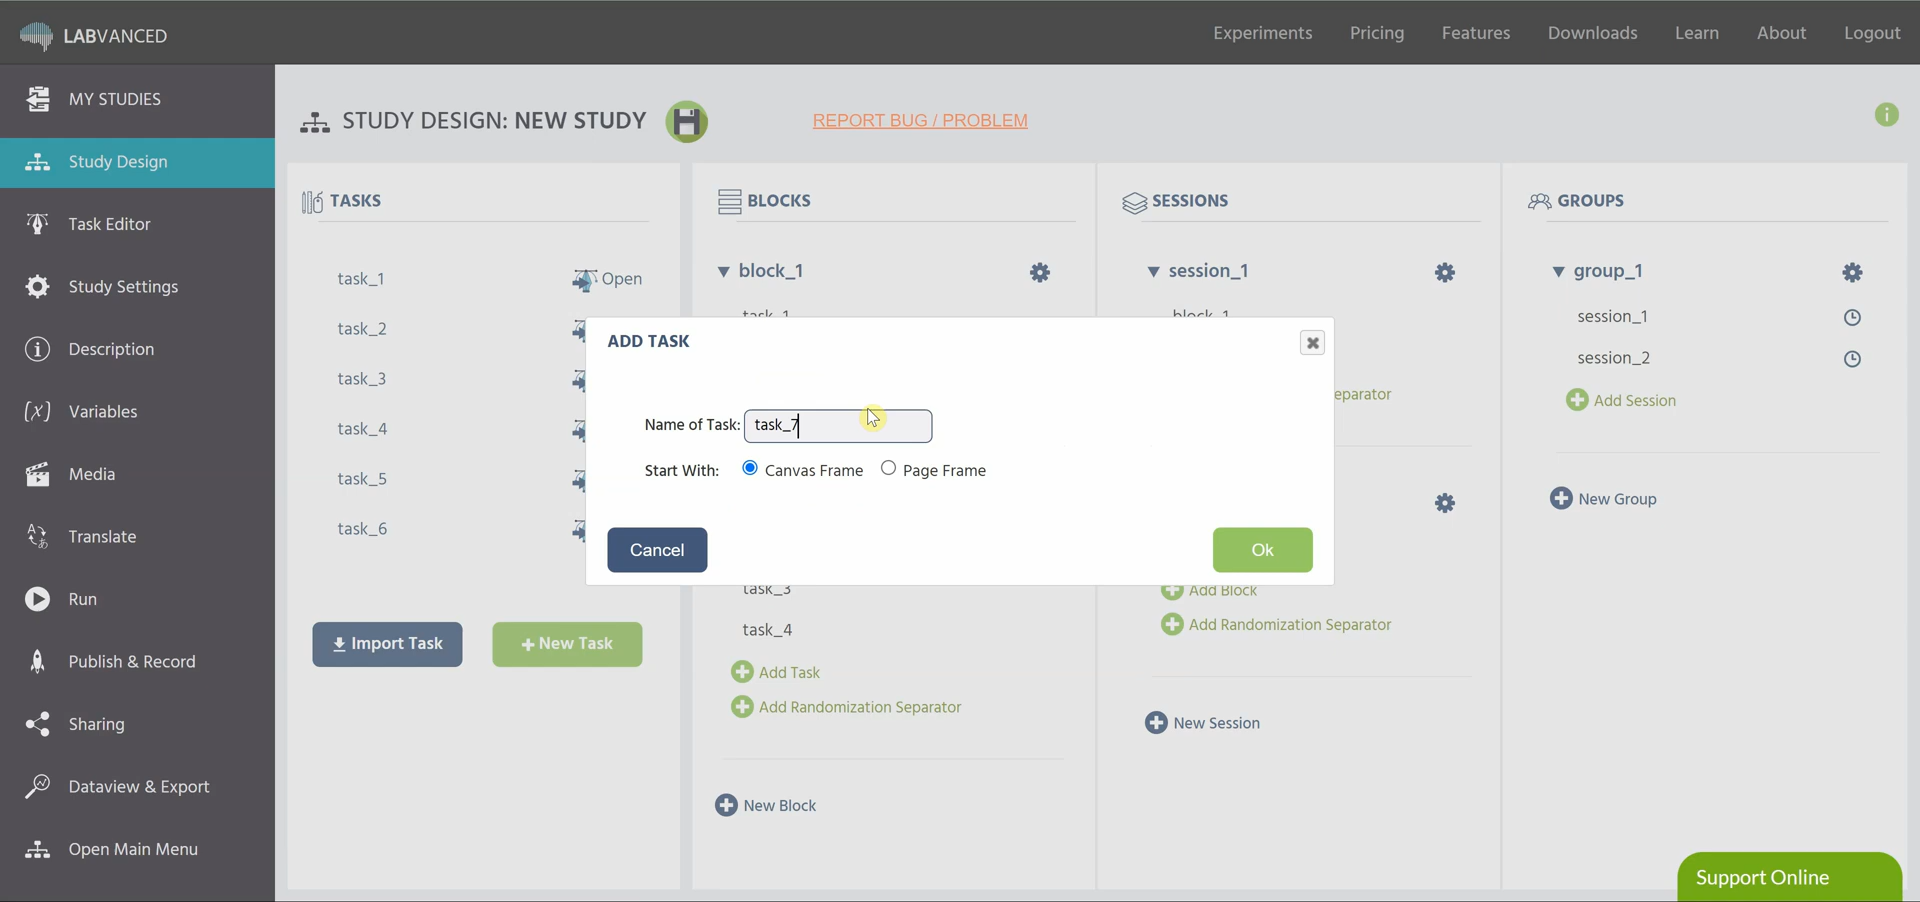 LABVANCED
Experiments
Pricing
Features
Downloads
Learn
About
Logout
MY STUDIES
Study Design
Task Editor
Study Settings
Description
Variables
Media
Translate
Run
Publish & Record
Sharing
Dataview & Export
Open Main Menu
STUDY DESIGN: NEW STUDY
REPORT BUG / PROBLEM
TASKS
task_1
Open
task_2
task_3
task_4
task_5
task_6
Import Task
New Task
BLOCKS
block_1
task_1
task_3
task_4
Add Task
Add Randomization Separator
New Block
SESSIONS
session_1
block_1
eparator
Add Block
Add Randomization Separator
New Session
GROUPS
group_1
session_1
session_2
Add Session
New Group
ADD TASK
Name of Task:
task_7
Start With:
Canvas Frame
Page Frame
Cancel
Ok
Support Online